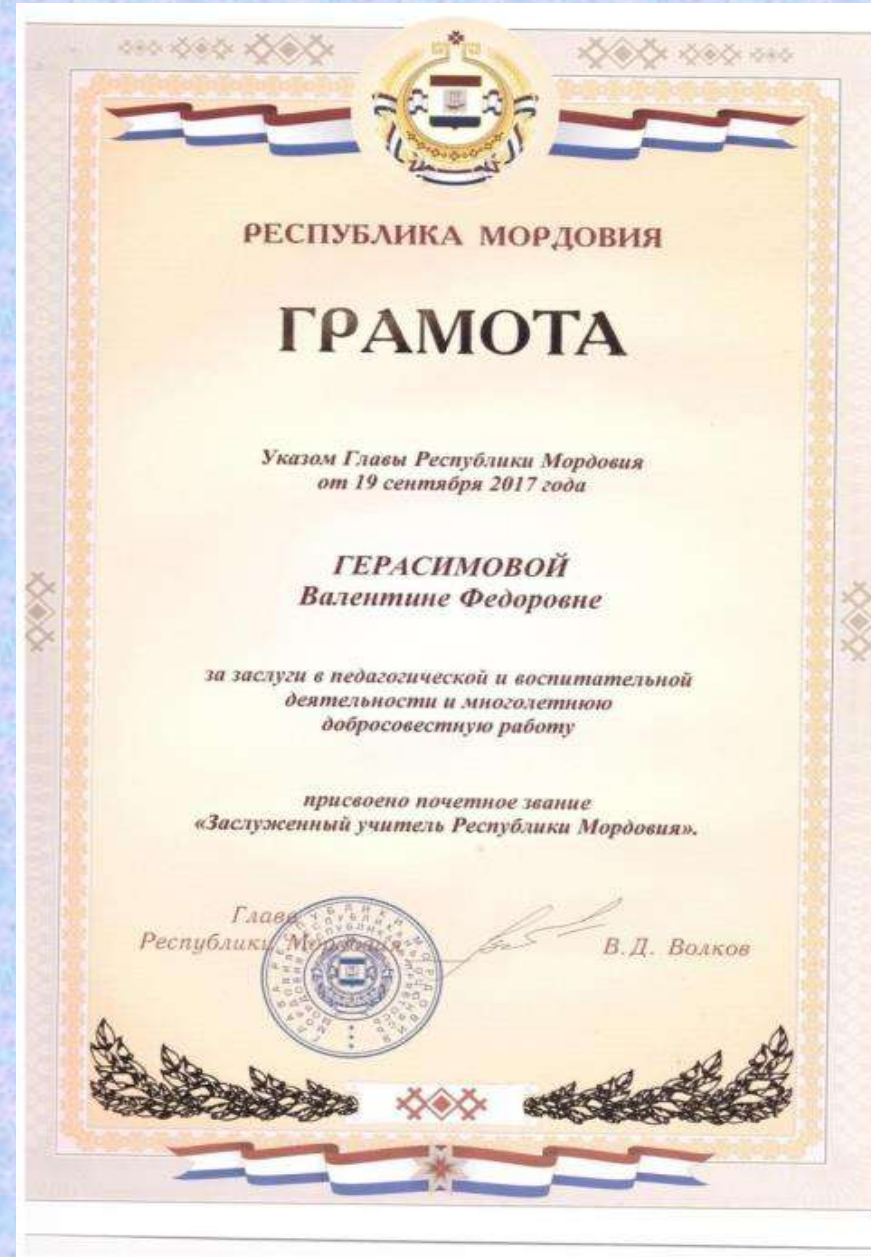 РЕСПУБЛИКА МОРДОВИЯ
ГРАМОТА
Указом Главы Республики Мордовия
от 19 сентября 2017 года
ГЕРАСИМОВОЙ
Валентине Федоровне
за заслуги в педагогической и воспитательной
деятельности и многолетнюю
добросовестную работу
присвоено почетное звание
«Заслуженный учитель Республики Мордовия».
Глава
Республики Мордовия
В.Д. Волков